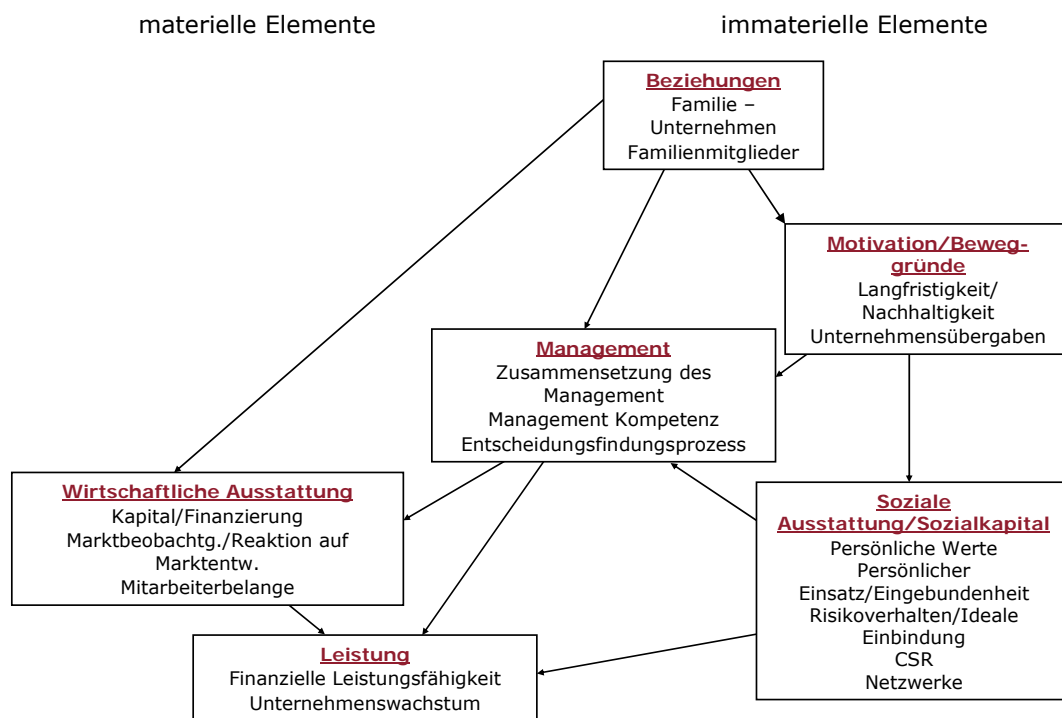 materielle Elemente
immaterielle Elemente
Beziehungen
Familie –
Unternehmen
Familienmitglieder
Motivation/Beweg-
gründe
Langfristigkeit/
Nachhaltigkeit
Unternehmensübergaben
Management
Zusammensetzung des
Management
Management Kompetenz
Entscheidungsfindungsprozess
Wirtschaftliche Ausstattung
Kapital/Finanzierung
Marktbeobachtg./Reaktion auf
Marktentw.
Mitarbeiterbelange
Soziale
Ausstattung/Sozialkapital
Persönliche Werte
Persönlicher
Einsatz/Eingebundenheit
Risikoverhalten/Ideale
Einbindung
CSR
Netzwerke
Leistung
Finanzielle Leistungsfähigkeit
Unternehmenswachstum